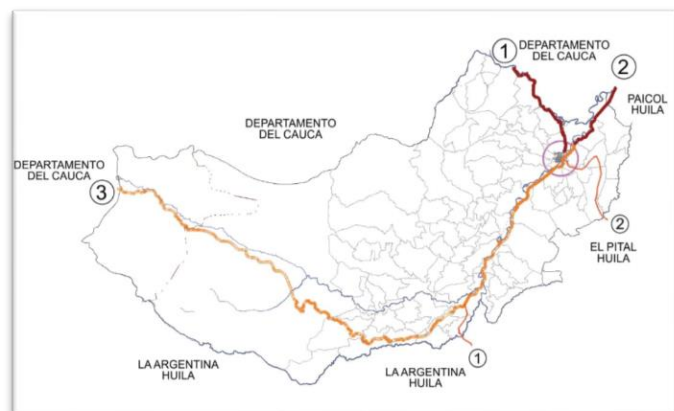 1
DEPARTAMENTO
DEL CAUCA
2
PAICOL
HUILA
DEPARTAMENTO
DEL CAUCA
DEPARTAMENTO
DEL CAUCA
3
2
EL PITAL
HUILA
LA ARGENTINA
HUILA
LA ARGENTINA
HUILA
1